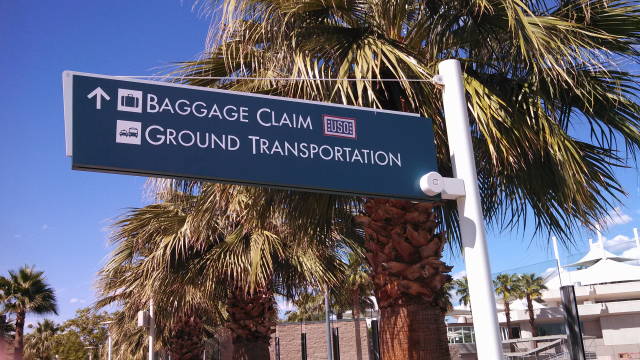 BAGGAGE CLAIM USO
GROUND TRANSPORTATION